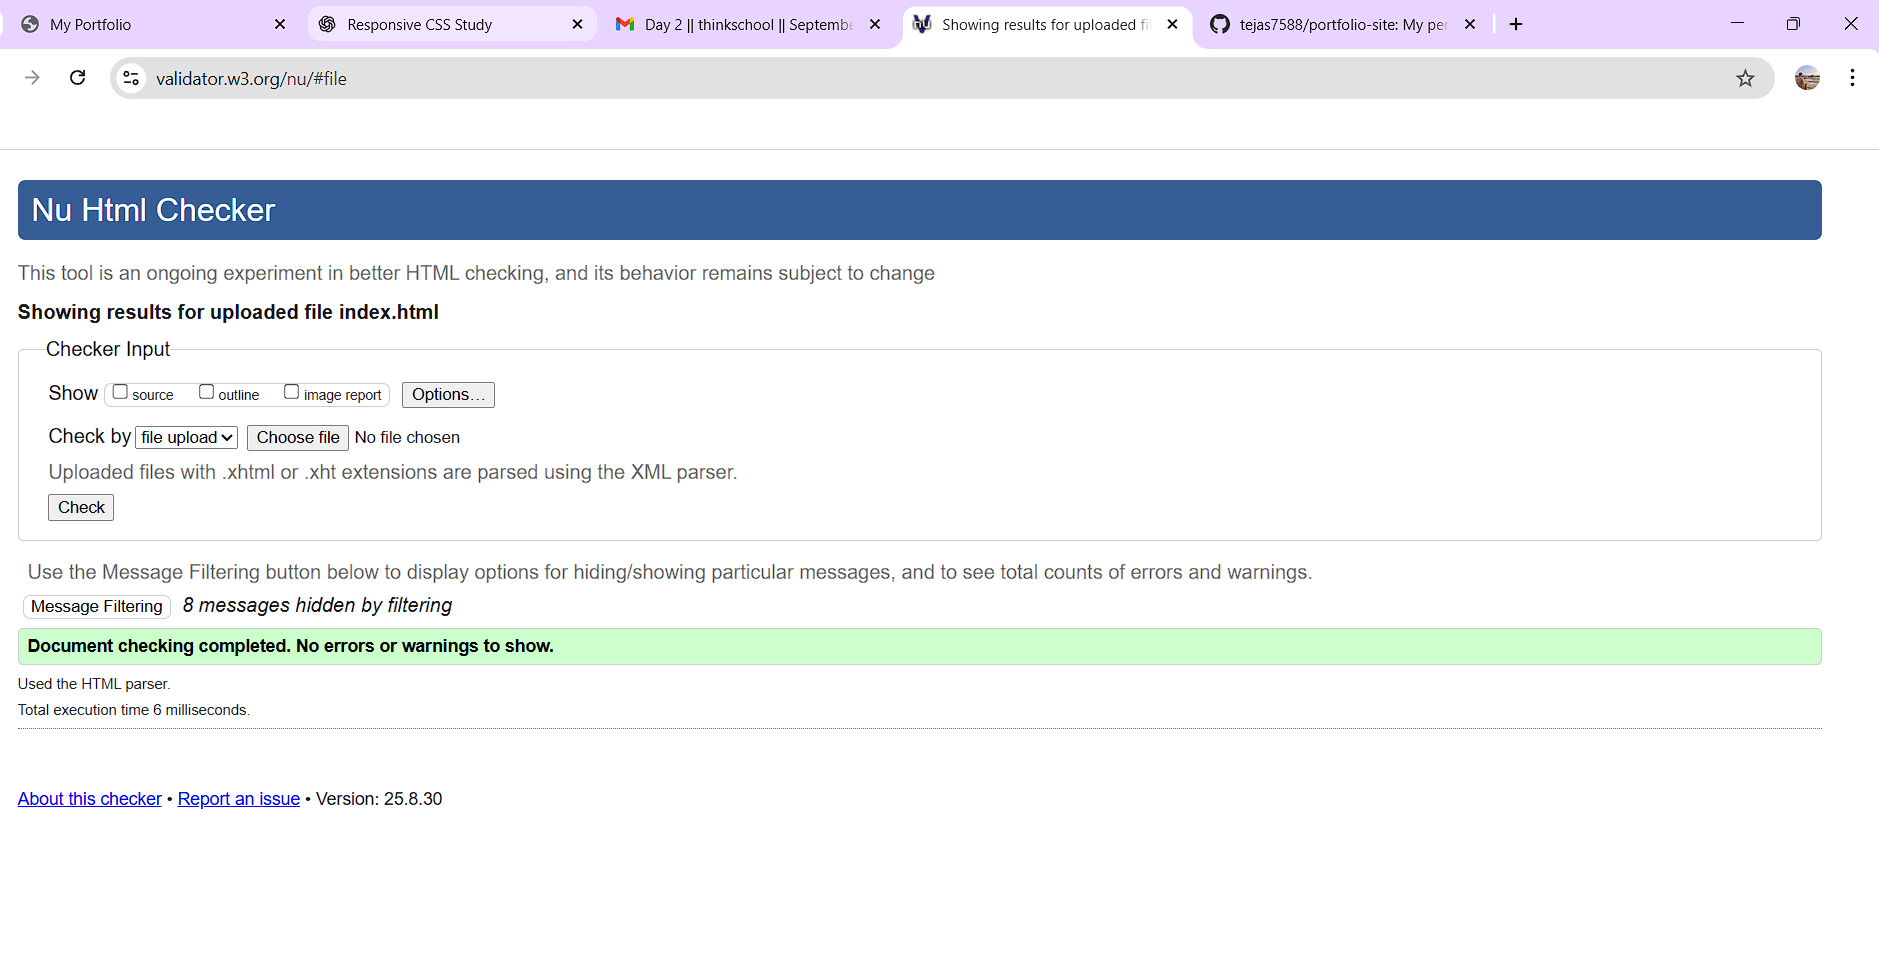 My Portfolio
Responsive CSS Study
Day 2 || thinkschool || Septembe
Showing results for uploaded fi
tejas7588/portfolio-site: My per
validator.w3.org/nu/#file
Nu Html Checker
This tool is an ongoing experiment in better HTML checking, and its behavior remains subject to change
Showing results for uploaded file index.html
Checker Input
Show source outline image report Options...
Check by file upload Choose file No file chosen
Uploaded files with .xhtml or .xht extensions are parsed using the XML parser.
Check
Use the Message Filtering button below to display options for hiding/showing particular messages, and to see total counts of errors and warnings.
Message Filtering 8 messages hidden by filtering
Document checking completed. No errors or warnings to show.
Used the HTML parser.
Total execution time 6 milliseconds.
About this checker • Report an issue • Version: 25.8.30